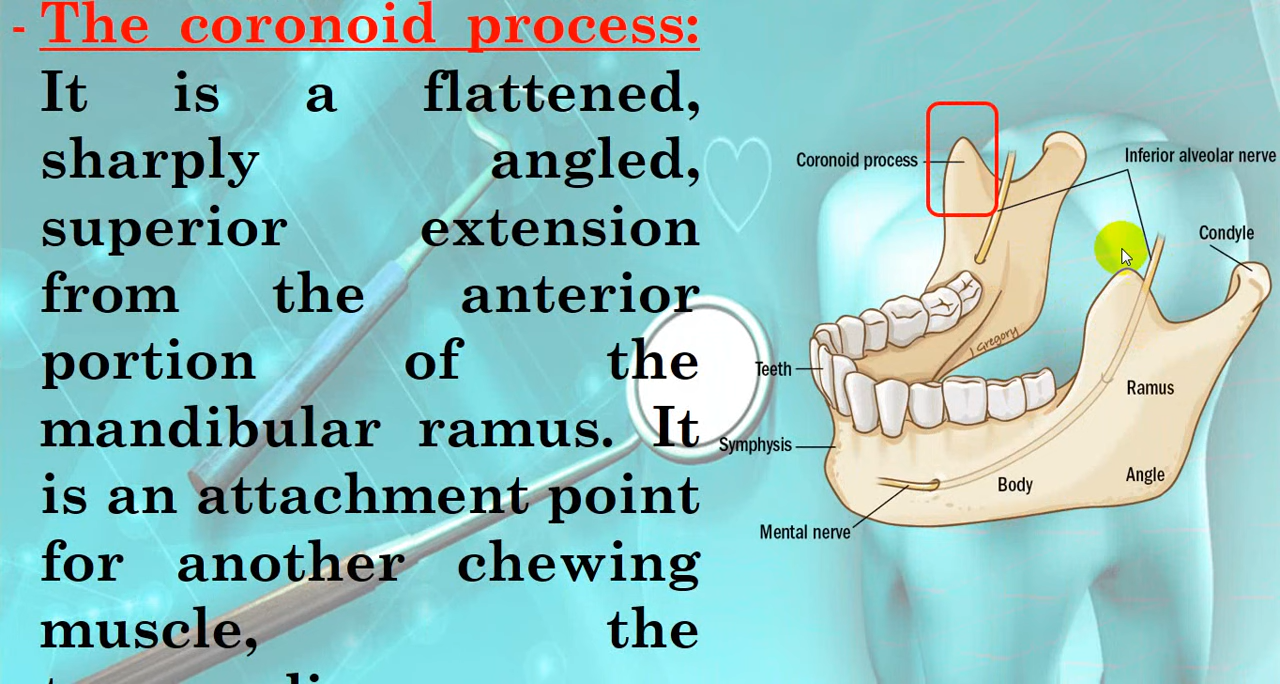 - The coronoid process:
It is a flattened,
sharply angled,
superior extension
from the anterior
portion of the
mandibular ramus. It
is an attachment point
for another chewing
muscle, the
Coronoid process
Inferior alveolar nerve
Condyle
J Gregory
Teeth
Ramus
Symphysis
Angle
Body
Mental nerve